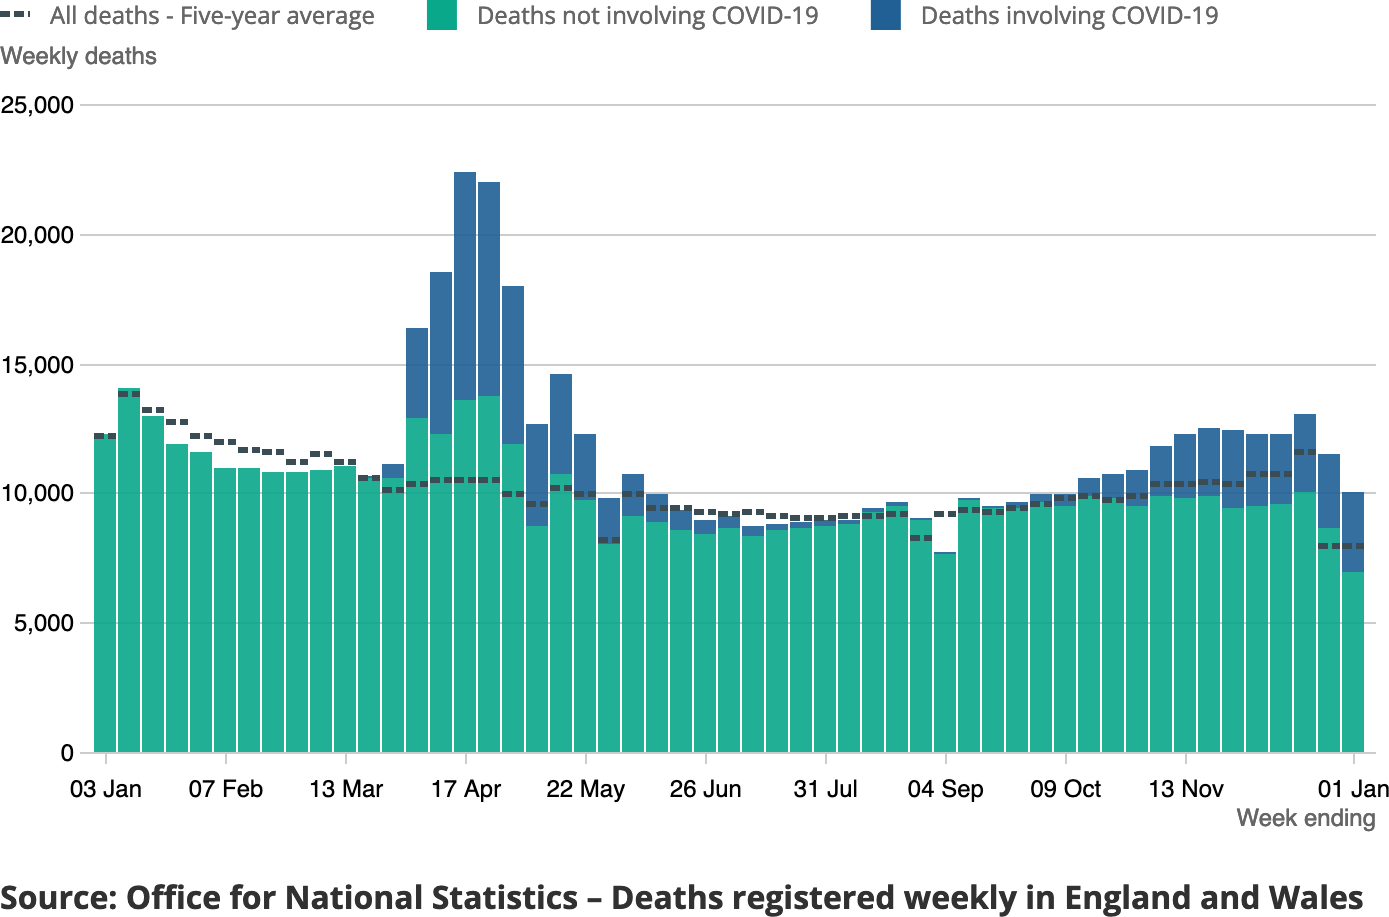 All deaths - Five-year average Deaths not involving COVID-19 Deaths involving COVID-19
Weekly deaths
25,000
20,000
15,000
10,000
5,000
0
03 Jan 07 Feb 13 Mar 17 Apr 22 May 26 Jun 31 Jul 04 Sep 09 Oct 13 Nov 01 Jan
Week ending
Source: Office for National Statistics – Deaths registered weekly in England and Wales